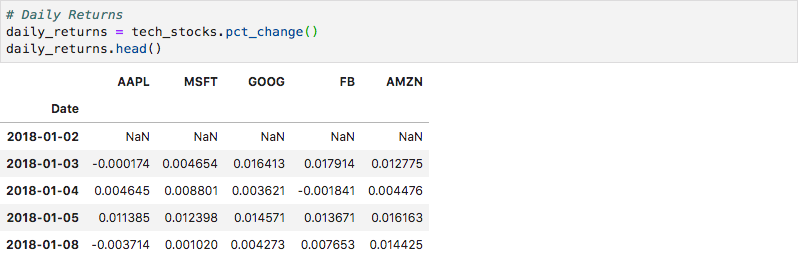 # Daily Returns
daily_returns = tech_stocks.pct_change()
daily_returns.head()
AAPL MSFT GOOG FB AMZN
Date
2018-01-02 NaN NaN NaN NaN NaN
2018-01-03 -0.000174 0.004654 0.016413 0.017914 0.012775
2018-01-04 0.004645 0.008801 0.003621 -0.001841 0.004476
2018-01-05 0.011385 0.012398 0.014571 0.013671 0.016163
2018-01-08 -0.003714 0.001020 0.004273 0.007653 0.014425